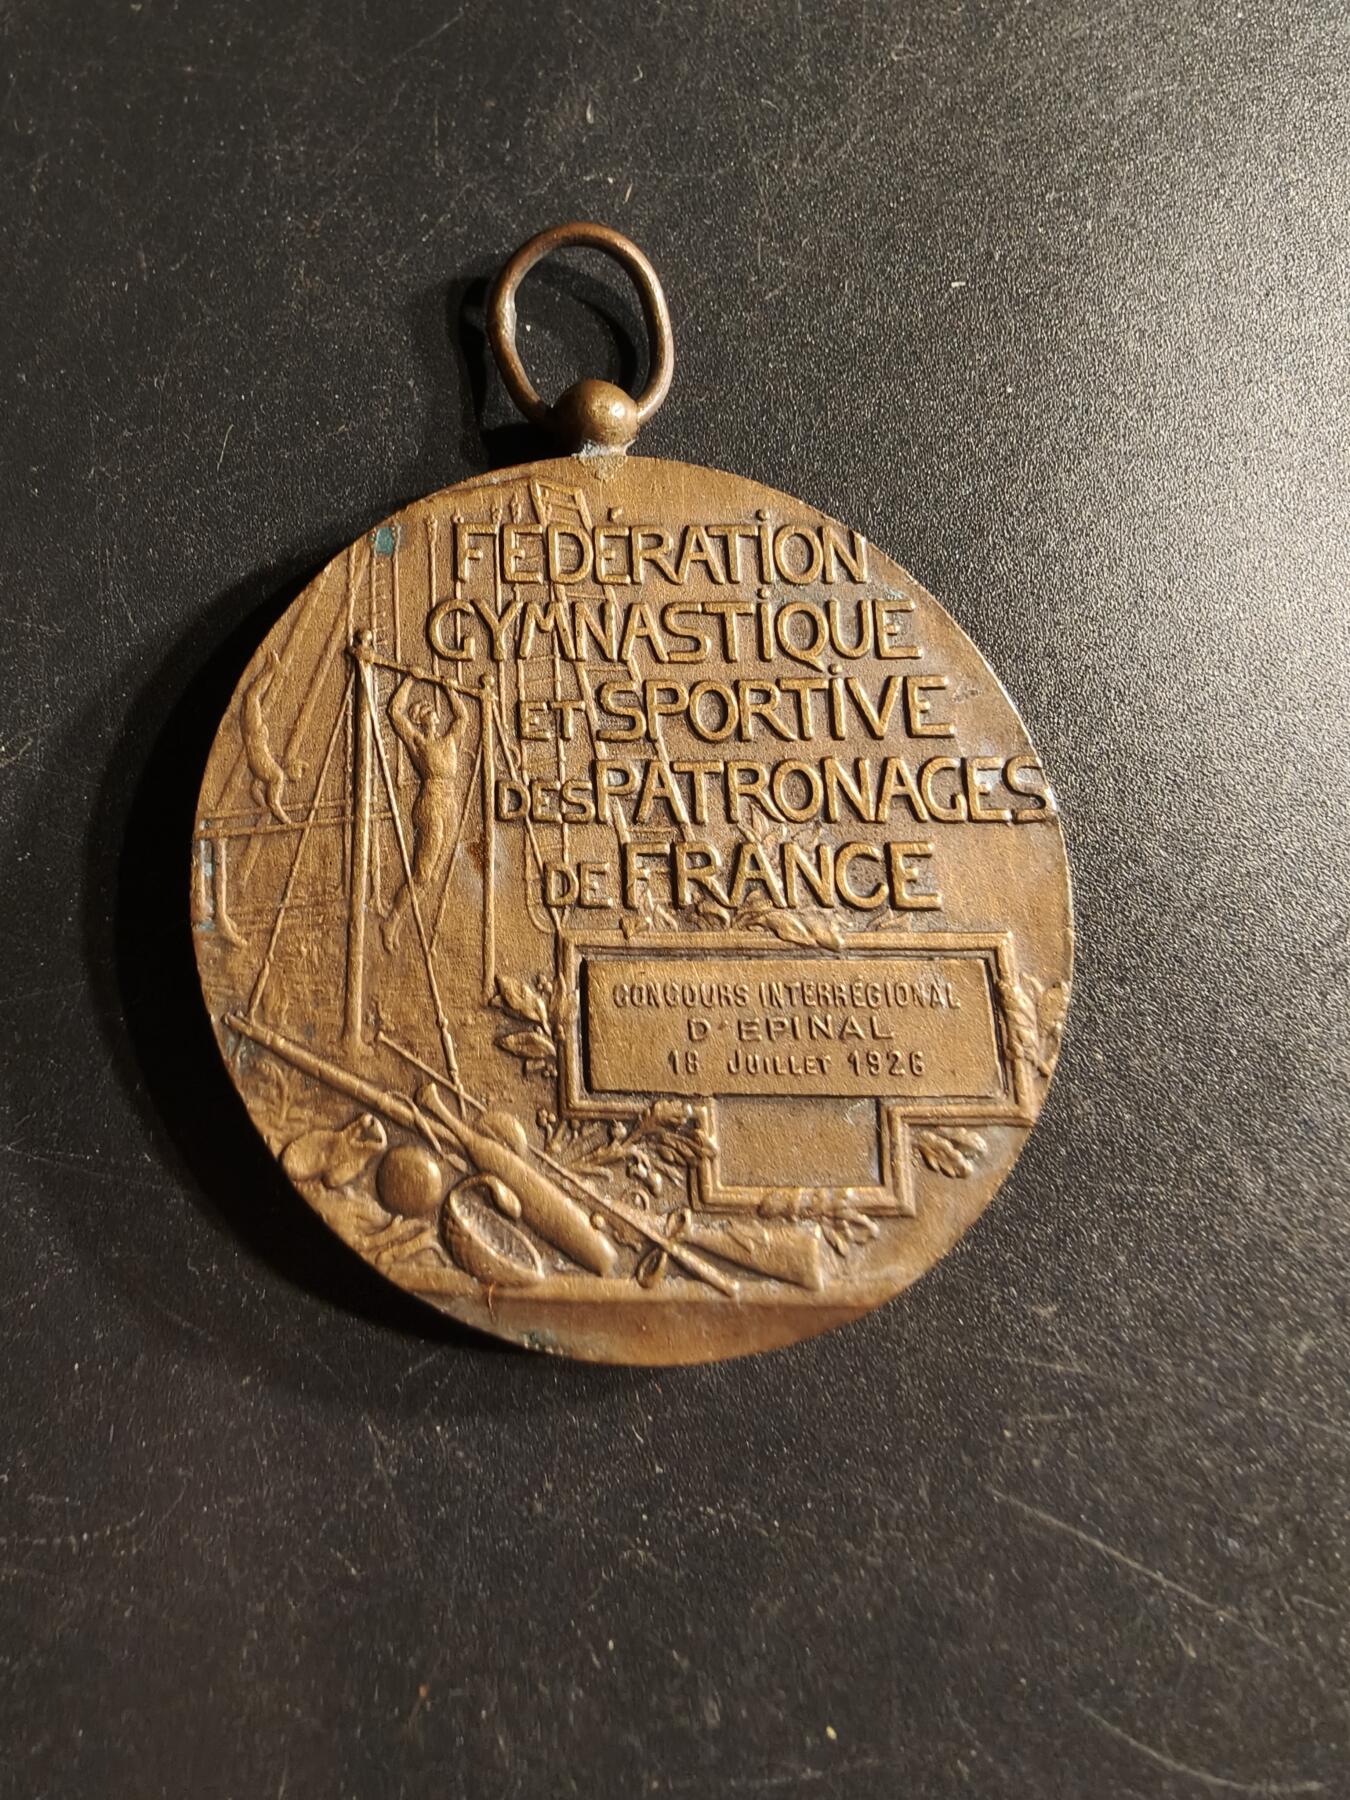 FÉDÉRATION
GYMNASTIQUE
ET SPORTIVE
DES PATRONAGES
DE FRANCE
CONCOURS INTERRÉGIONAL
D'EPINAL
18 JUILLET 1926